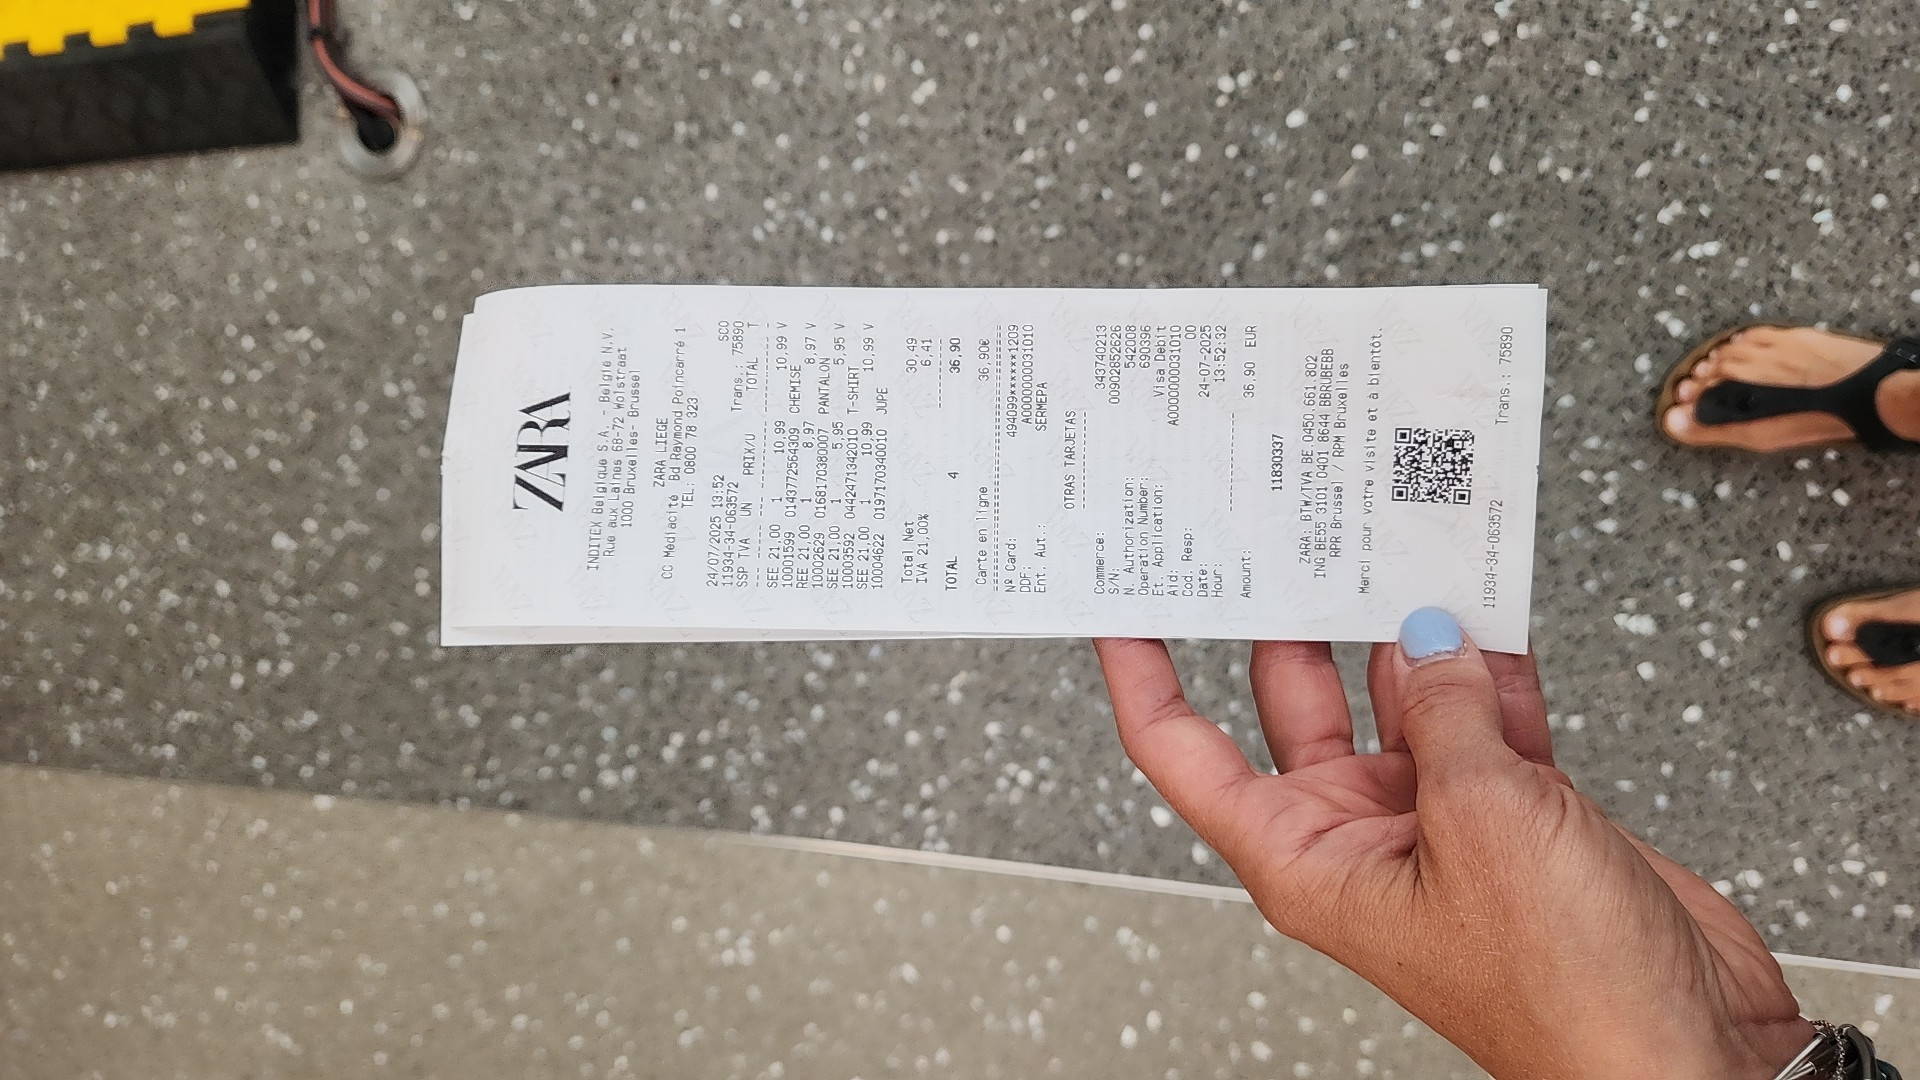 ZARA
INDITEX Belgique S.A. - Belgie N.V.
Rue aux Laines 68-72 Wolstraat
1000 Bruxelles- Brussel
ZARA LIEGE
CC Médiacité Bd Raymond Poincarré 1
TEL: 0800 78 323
24/07/2025 13:52 SCO
11934-34-063572 Trans.: 75890
SSP TVA UN PRIX/U TOTAL T
SEE 21,00 1 10,99 10,99 V
10001599 0143772564309 CHEMISE
REE 21,00 1 8,97 8,97 V
10002629 0168170380007 PANTALON
SEE 21,00 1 5,95 5,95 V
10003592 0442471342010 T-SHIRT
SEE 21,00 1 10,99 10,99 V
10004622 0197170340010 JUPE
Total Net 30,49
IVA 21,00% 6,41
TOTAL 4 36,90
Carte en ligne 36,90€
Nº Card: 494099******1209
DDF: A0000000031010
Ent. Aut.: SERMEPA
OTRAS TARJETAS
Commerce: 343740213
S/N: 00090285262​6
N. Authorization: 542008
Operation Number: 690396
Et. Application: Visa Debit
Aid: A0000000031010
Cod. Resp: 00
Date: 24-07-2025
Hour: 13:52:32
Amount: 36,90 EUR
11830337
ZARA: BTW/TVA BE 0450.661.802
ING BE55 3101 0401 8644 BBRUBEBB
RPR Brussel / RPM Bruxelles
Merci pour votre visite et à bientôt.
11934-34-063572 Trans.: 75890